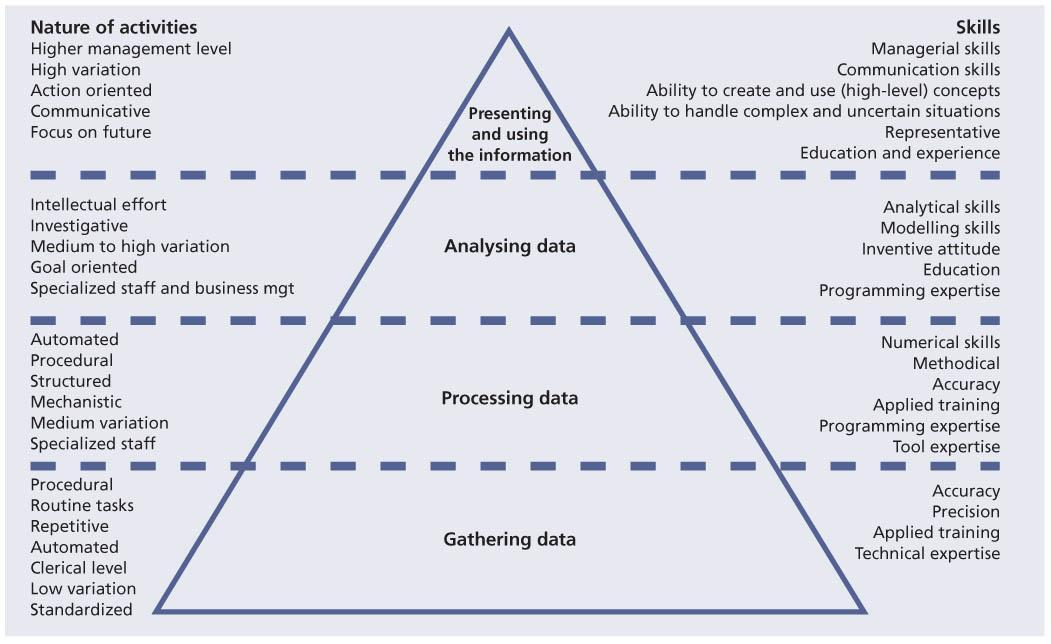 Nature of activities
Higher management level
High variation
Action oriented
Communicative
Focus on future
Presenting
and using
the information
Skills
Managerial skills
Communication skills
Ability to create and use (high-level) concepts
Ability to handle complex and uncertain situations
Representative
Education and experience
Intellectual effort
Investigative
Medium to high variation
Goal oriented
Specialized staff and business mgt
Analysing data
Analytical skills
Modelling skills
Inventive attitude
Education
Programming expertise
Automated
Procedural
Structured
Mechanistic
Medium variation
Specialized staff
Processing data
Numerical skills
Methodical
Accuracy
Applied training
Programming expertise
Tool expertise
Procedural
Routine tasks
Repetitive
Automated
Clerical level
Low variation
Standardized
Gathering data
Accuracy
Precision
Applied training
Technical expertise